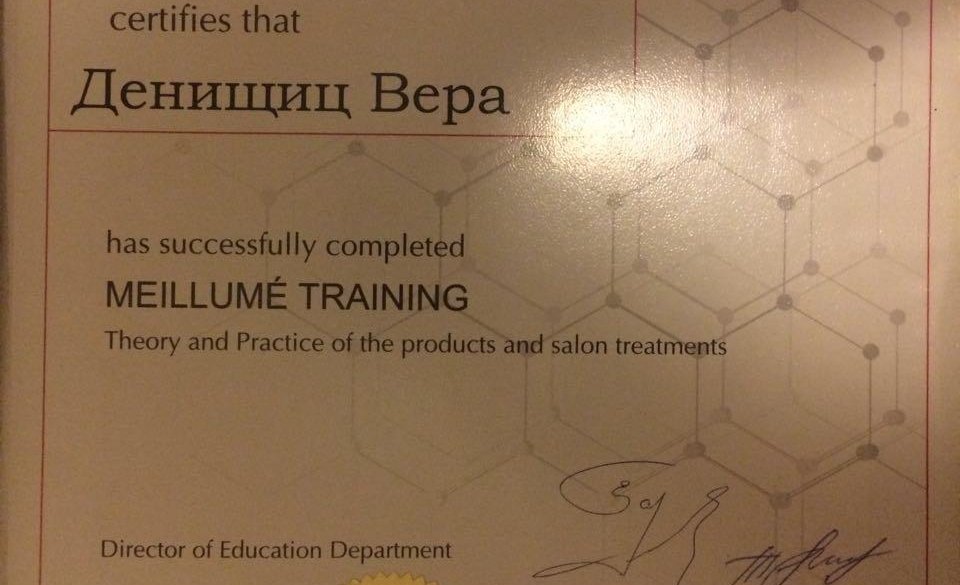 certifies that
Денищиц Вера
has successfully completed
MEILLUMÉ TRAINING
Theory and Practice of the products and salon treatments
Director of Education Department